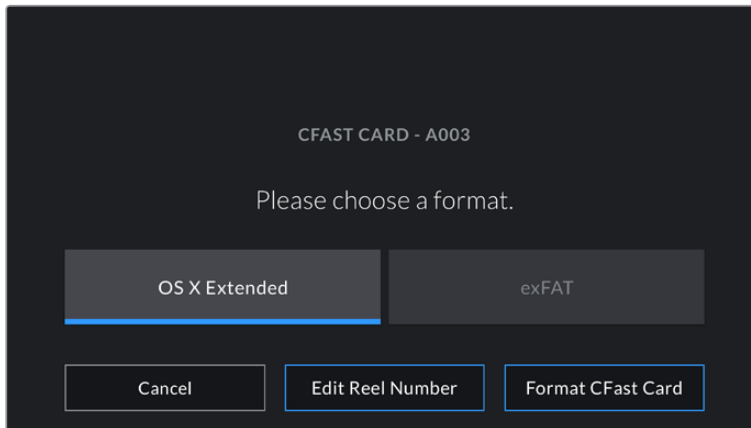 CFAST CARD - A003
Please choose a format.
OS X Extended
exFAT
Cancel
Edit Reel Number
Format CFast Card